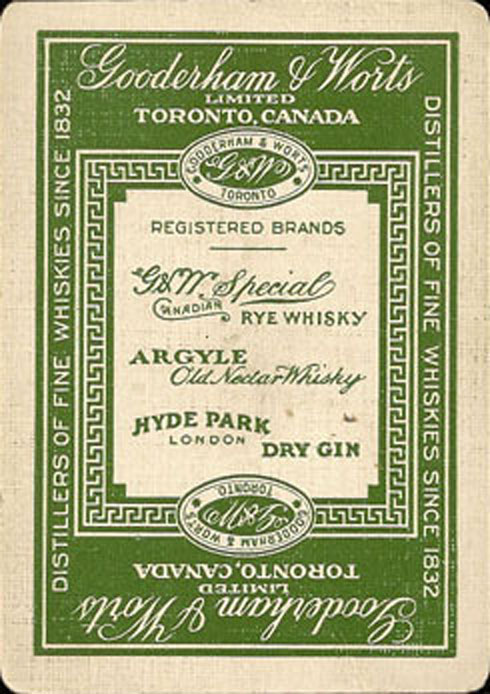 Gooderham & Worts
LIMITED
TORONTO, CANADA
GOODERHAM & WORTS
G&W
TORONTO
DISTILLERS OF FINE WHISKIES SINCE 1832
DISTILLERS OF FINE WHISKIES SINCE 1832
REGISTERED BRANDS
G&W. Special
CANADIAN
RYE WHISKY
ARGYLE
Old Nectar Whisky
HYDE PARK
LONDON
DRY GIN
GOODERHAM & WORTS
G&W
TORONTO
Gooderham & Worts
LIMITED
TORONTO, CANADA